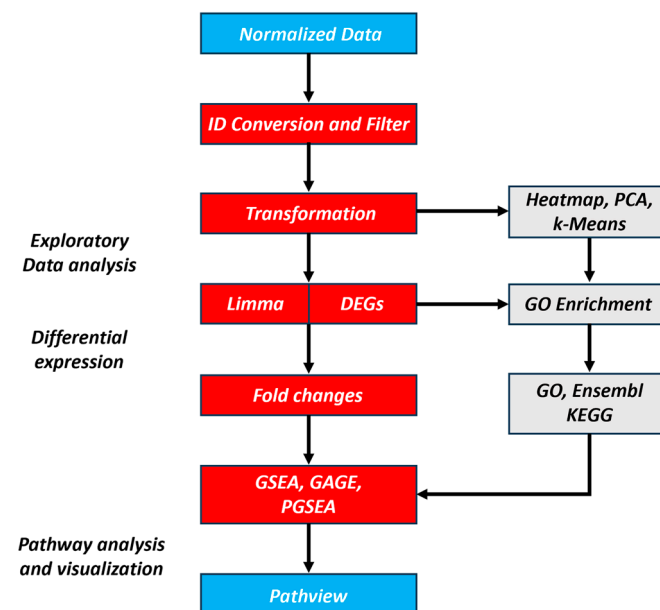 Normalized Data
ID Conversion and Filter
Transformation
Heatmap, PCA,
k-Means
Exploratory
Data analysis
Limma
DEGs
GO Enrichment
Differential
expression
Fold changes
GO, Ensembl
KEGG
GSEA, GAGE,
PGSEA
Pathway analysis
and visualization
Pathview